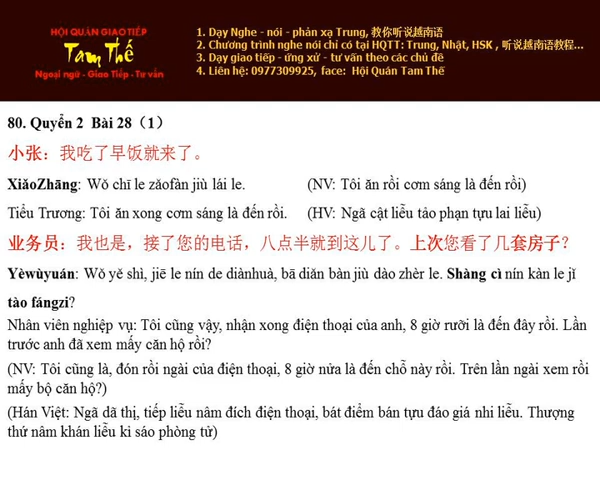 HỘI QUÁN GIAO TIẾP
Tam Thế
Ngoại ngữ - Giao Tiếp - Tư vấn
1. Dạy Nghe - nói - phản xạ Trung, 教你听说越南语
2. Chương trình nghe nói chỉ có tại HQTT: Trung, Nhật, HSK , 听说越南语教程...
3. Dạy giao tiếp - ứng xử - tư vấn theo các chủ đề
4. Liên hệ: 0977309925, face: Hội Quán Tam Thế
80. Quyển 2 Bài 28（1）
小张：我吃了早饭就来了。
XiǎoZhāng: Wǒ chī le zǎofàn jiù lái le. (NV: Tôi ăn rồi cơm sáng là đến rồi)
Tiểu Trương: Tôi ăn xong cơm sáng là đến rồi. (HV: Ngã cật liễu tảo phạn tựu lai liễu)
业务员：我也是，接了您的电话，八点半就到这儿了。上次您看了几套房子？
Yèwùyuán: Wǒ yě shì, jiē le nín de diànhuà, bā diǎn bàn jiù dào zhèr le. Shàng cì nín kàn le jǐ
tào fángzi?
Nhân viên nghiệp vụ: Tôi cũng vậy, nhận xong điện thoại của anh, 8 giờ rưỡi là đến đây rồi. Lần
trước anh đã xem mấy căn hộ rồi?
(NV: Tôi cũng là, đón rồi ngài của điện thoại, 8 giờ nửa là đến chỗ này rồi. Trên lần ngài xem rồi
mấy bộ căn hộ?)
(Hán Việt: Ngã dã thị, tiếp liễu nâm đích điện thoại, bát điểm bán tựu đáo giá nhi liễu. Thượng
thứ nâm khán liễu kỉ sáo phòng tử)